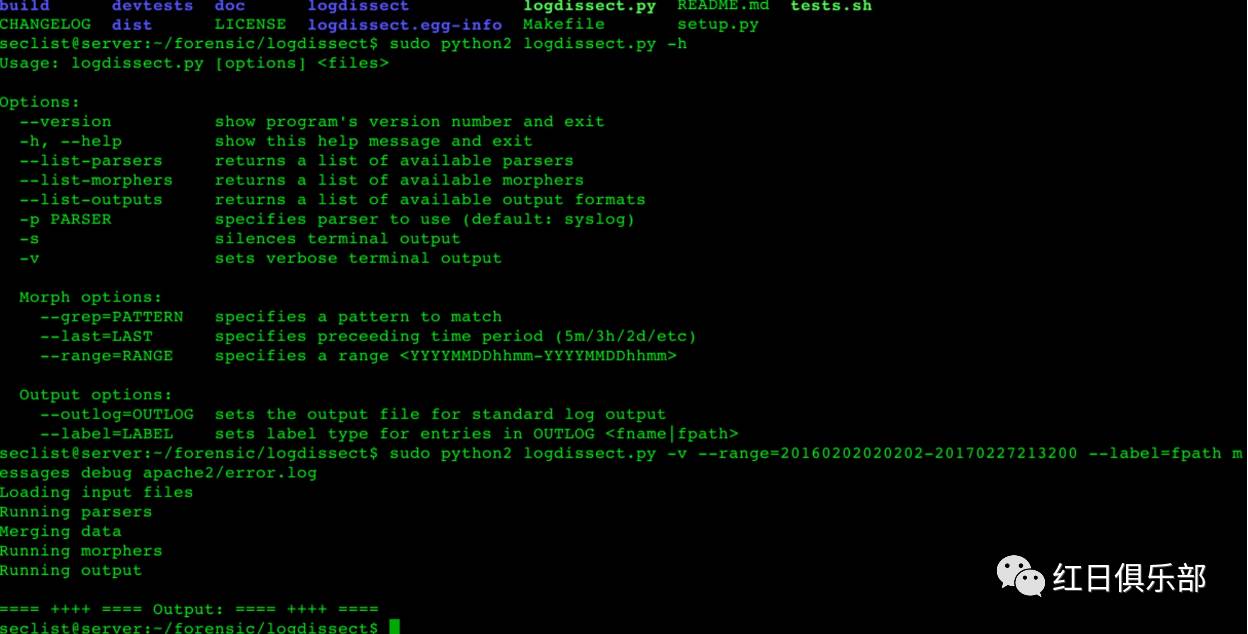 build devtests doc logdissect logdissect.py README.md tests.sh
CHANGELOG dist LICENSE logdissect.egg-info Makefile setup.py
seclist@server:~/forensic/logdissect$ sudo python2 logdissect.py -h
Usage: logdissect.py [options] <files>
Options:
--version show program's version number and exit
-h, --help show this help message and exit
--list-parsers returns a list of available parsers
--list-morphers returns a list of available morphers
--list-outputs returns a list of available output formats
-p PARSER specifies parser to use (default: syslog)
-s silences terminal output
-v sets verbose terminal output
Morph options:
--grep=PATTERN specifies a pattern to match
--last=LAST specifies preceeding time period (5m/3h/2d/etc)
--range=RANGE specifies a range <YYYYMMDDhhmm-YYYYMMDDhhmm>
Output options:
--outlog=OUTLOG sets the output file for standard log output
--label=LABEL sets label type for entries in OUTLOG <fname|fpath>
seclist@server:~/forensic/logdissect$ sudo python2 logdissect.py -v --range=20160202020202-20170227213200 --label=fpath m
essages debug apache2/error.log
Loading input files
Running parsers
Merging data
Running morphers
Running output
==== ++++ ==== Output: ==== ++++ ====
seclist@server:~/forensic/logdissect$
红日俱乐部